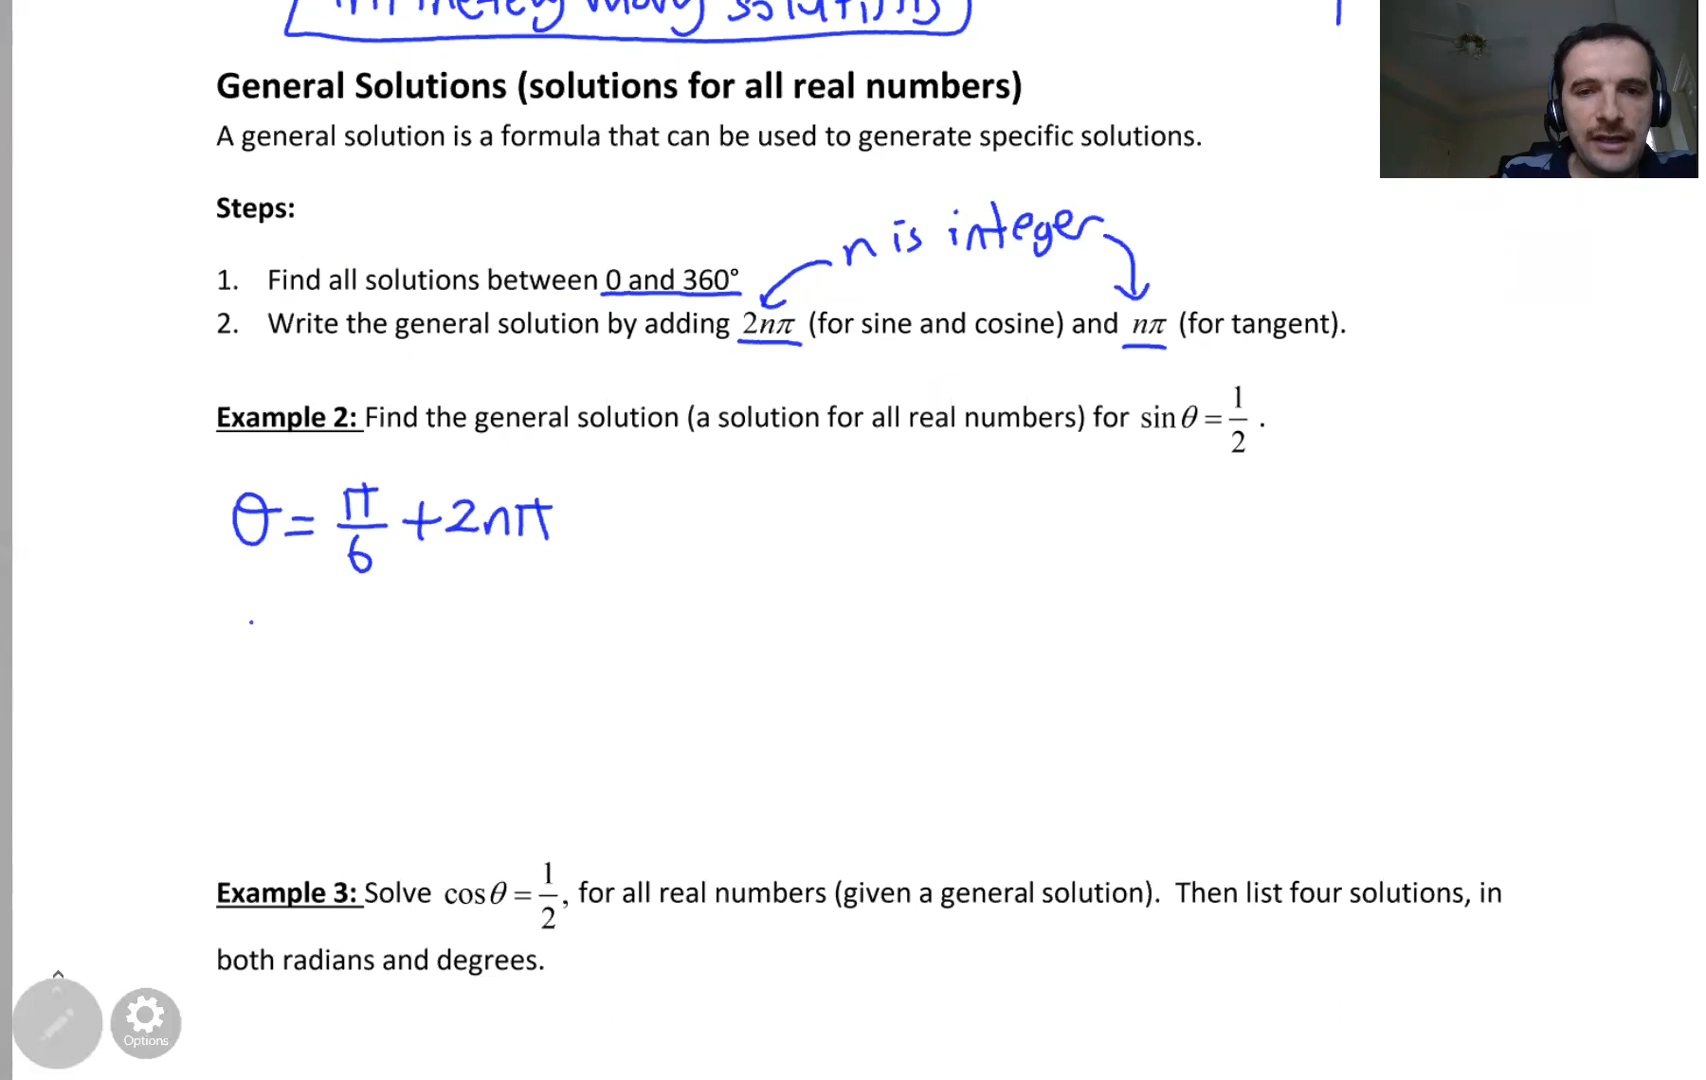 infinitely many solutions
General Solutions (solutions for all real numbers)
A general solution is a formula that can be used to generate specific solutions.
Steps:
n is integer
1. Find all solutions between 0 and 360°
2. Write the general solution by adding 2nπ (for sine and cosine) and nπ (for tangent).
Example 2: Find the general solution (a solution for all real numbers) for sin θ = 1/2 .
θ = π/6 + 2nπ
Example 3: Solve cos θ = 1/2, for all real numbers (given a general solution). Then list four solutions, in
both radians and degrees.
Options